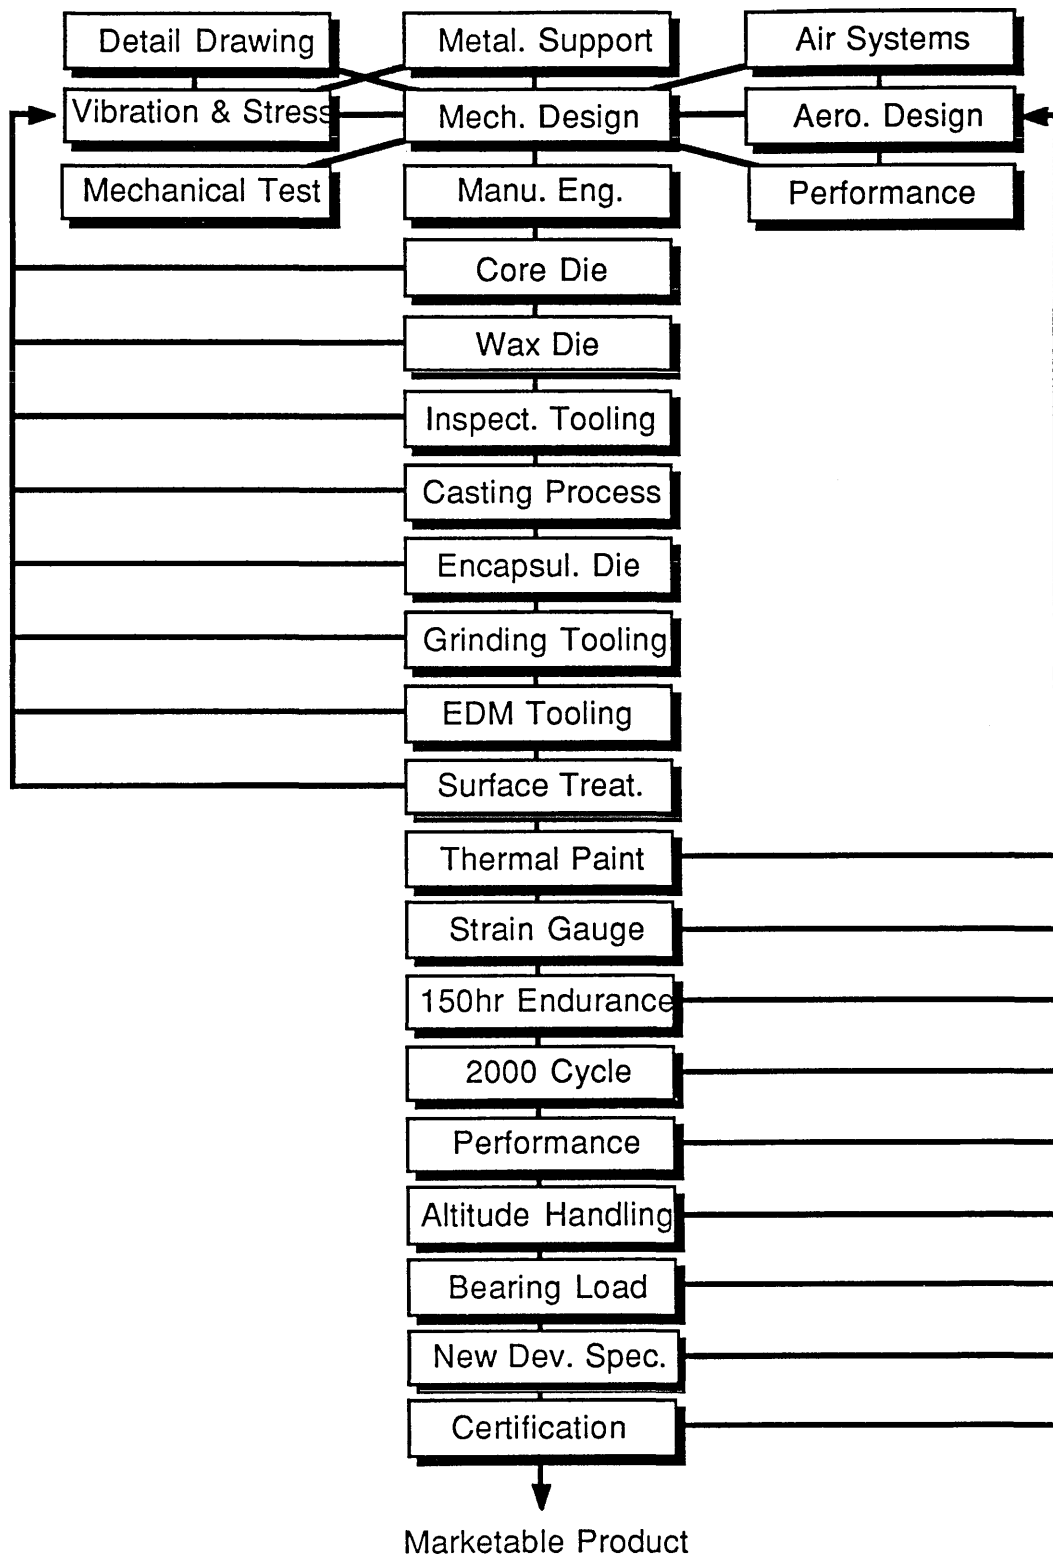 Detail Drawing
Metal. Support
Air Systems
Vibration & Stress
Mech. Design
Aero. Design
Mechanical Test
Manu. Eng.
Performance
Core Die
Wax Die
Inspect. Tooling
Casting Process
Encapsul. Die
Grinding Tooling
EDM Tooling
Surface Treat.
Thermal Paint
Strain Gauge
150hr Endurance
2000 Cycle
Performance
Altitude Handling
Bearing Load
New Dev. Spec.
Certification
Marketable Product